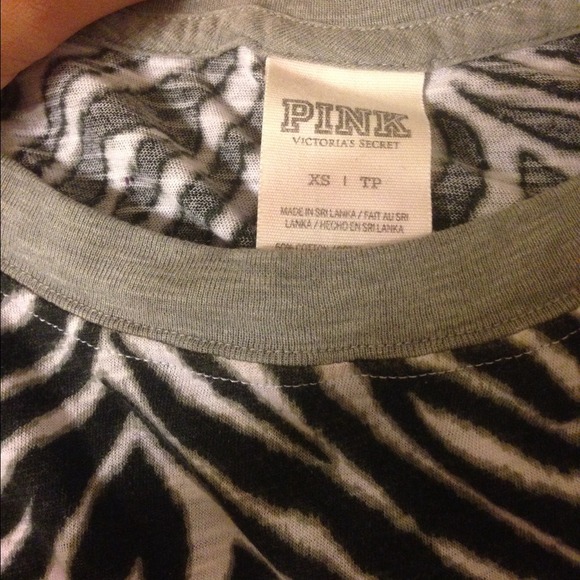 PINK
VICTORIA'S SECRET
XS | TP
MADE IN SRI LANKA / FAIT AU SRI
LANKA / HECHO EN SRI LANKA